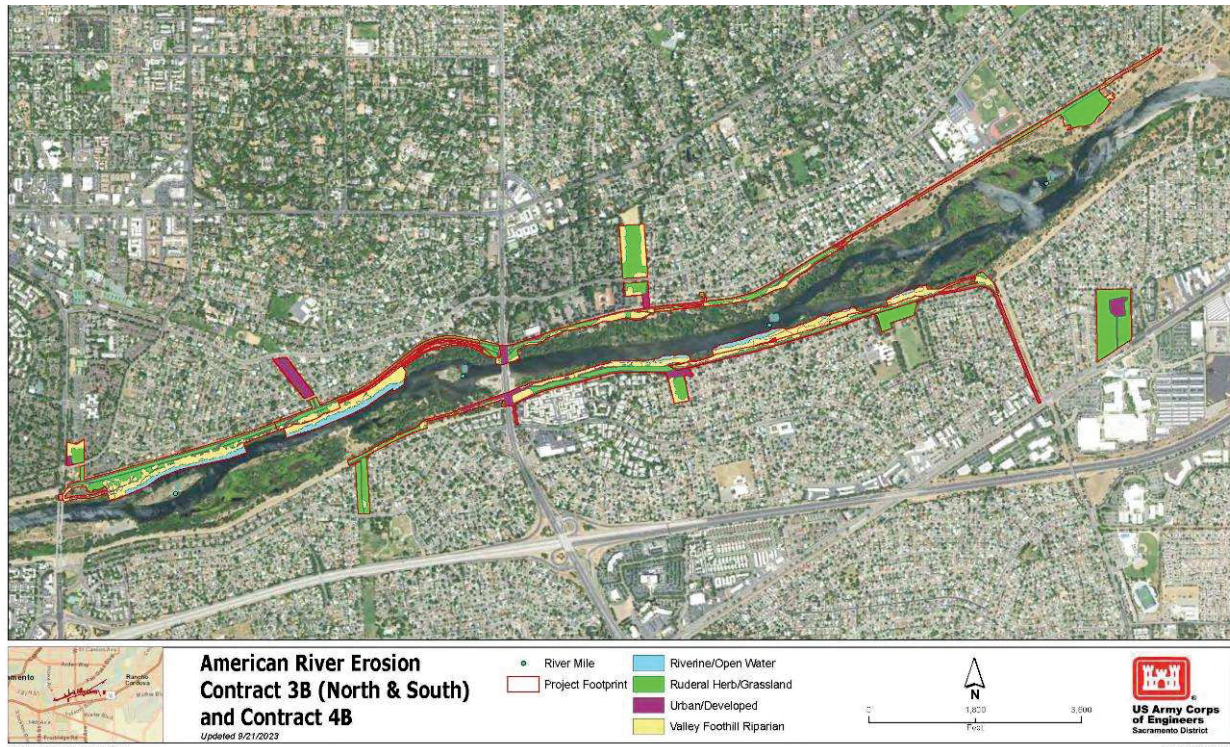 American River Erosion
Contract 3B (North & South)
and Contract 4B
Updated 9/21/2023
River Mile
Project Footprint
Riverine/Open Water
Ruderal Herb/Grassland
Urban/Developed
Valley Foothill Riparian
N
0 1,800 3,600
Feet
US Army Corps
of Engineers
Sacramento District
Rancho
Cordova